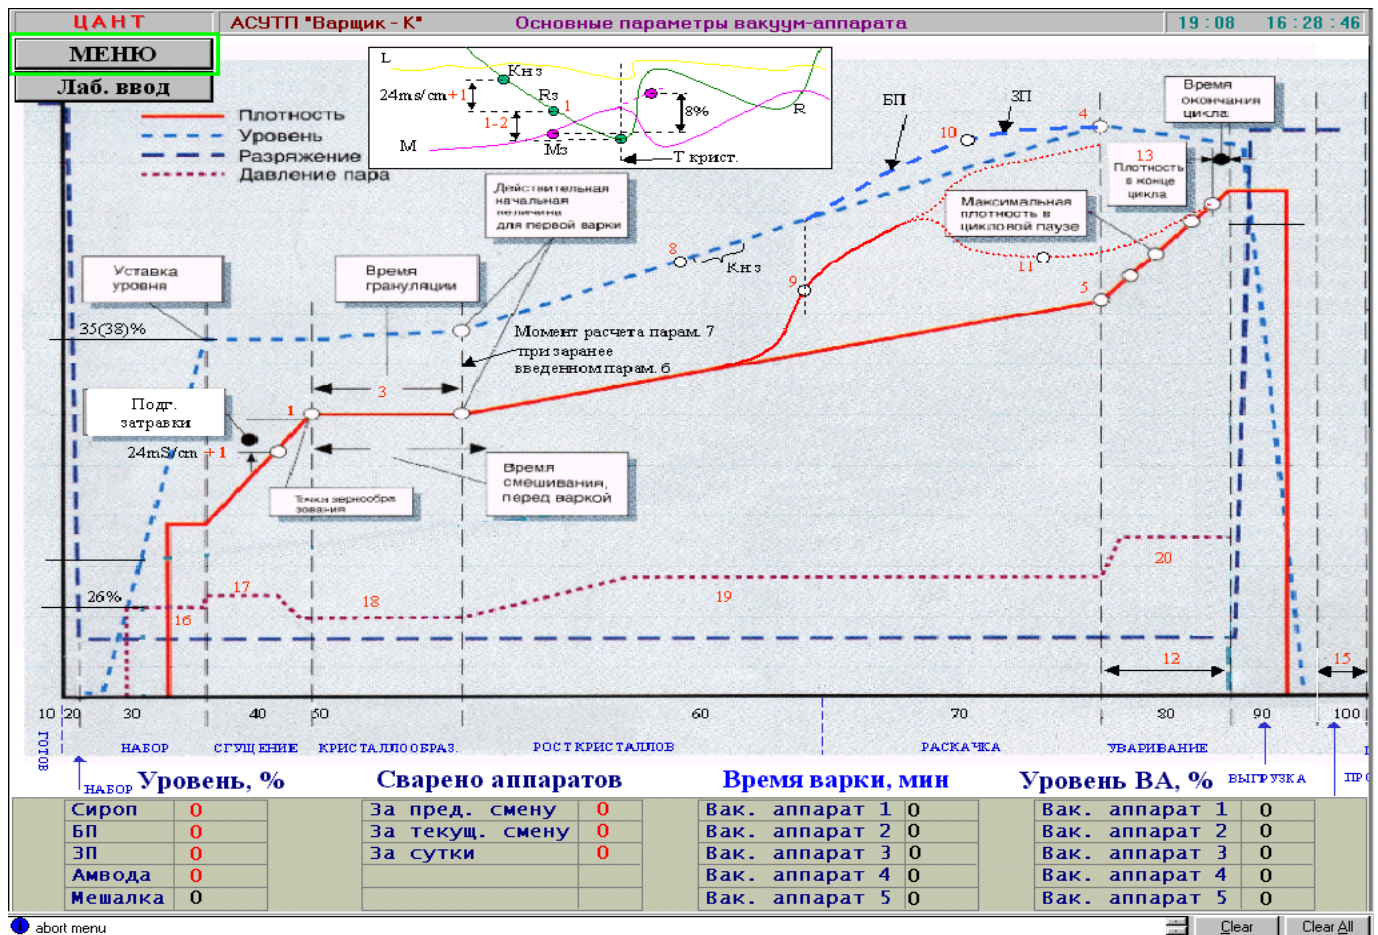 ЦАНТ
АСУТП "Варщик - К"
Основные параметры вакуум-аппарата
19:08 16:28:46
МЕНЮ
Лаб. ввод
Плотность
Уровень
Разряжение
Давление пара
L
Кнз
24ms/cm+1
Rз
1
1-2
M
Мз
8%
R
Т крист.
БП
ЗП
10
4
Время
окончания
цикла
13
Плотность
в конце
цикла
Действительная
начальная
величина
для первой варки
Максимальная
плотность в
цикловой паузе
8
Кнз
11
9
5
Уставка
уровня
Время
грануляции
35(38)%
Момент расчета парам. 7
при заранее
введенном парам. 6
3
Подг.
затравки
1
24mS/cm +1
Время
смешивания,
перед варкой
Точка зернообра
зования
26%
16
17
18
19
20
12
15
10 20 30 40 50 60 70 80 90 100
ГОТОВ
НАБОР
СГУЩЕНИЕ
КРИСТАЛЛООБРАЗ.
РОСТ КРИСТАЛЛОВ
РАСКАЧКА
УВАРИВАНИЕ
НАБОР
ВЫГРУЗКА
ПРО
Уровень, %
Сварено аппаратов
Время варки, мин
Уровень ВА, %
Сироп 0
БП 0
ЗП 0
Амвода 0
Мешалка 0
За пред. смену 0
За текущ. смену 0
За сутки 0
Вак. аппарат 1 0
Вак. аппарат 2 0
Вак. аппарат 3 0
Вак. аппарат 4 0
Вак. аппарат 5 0
Вак. аппарат 1 0
Вак. аппарат 2 0
Вак. аппарат 3 0
Вак. аппарат 4 0
Вак. аппарат 5 0
abort menu
Clear
Clear All